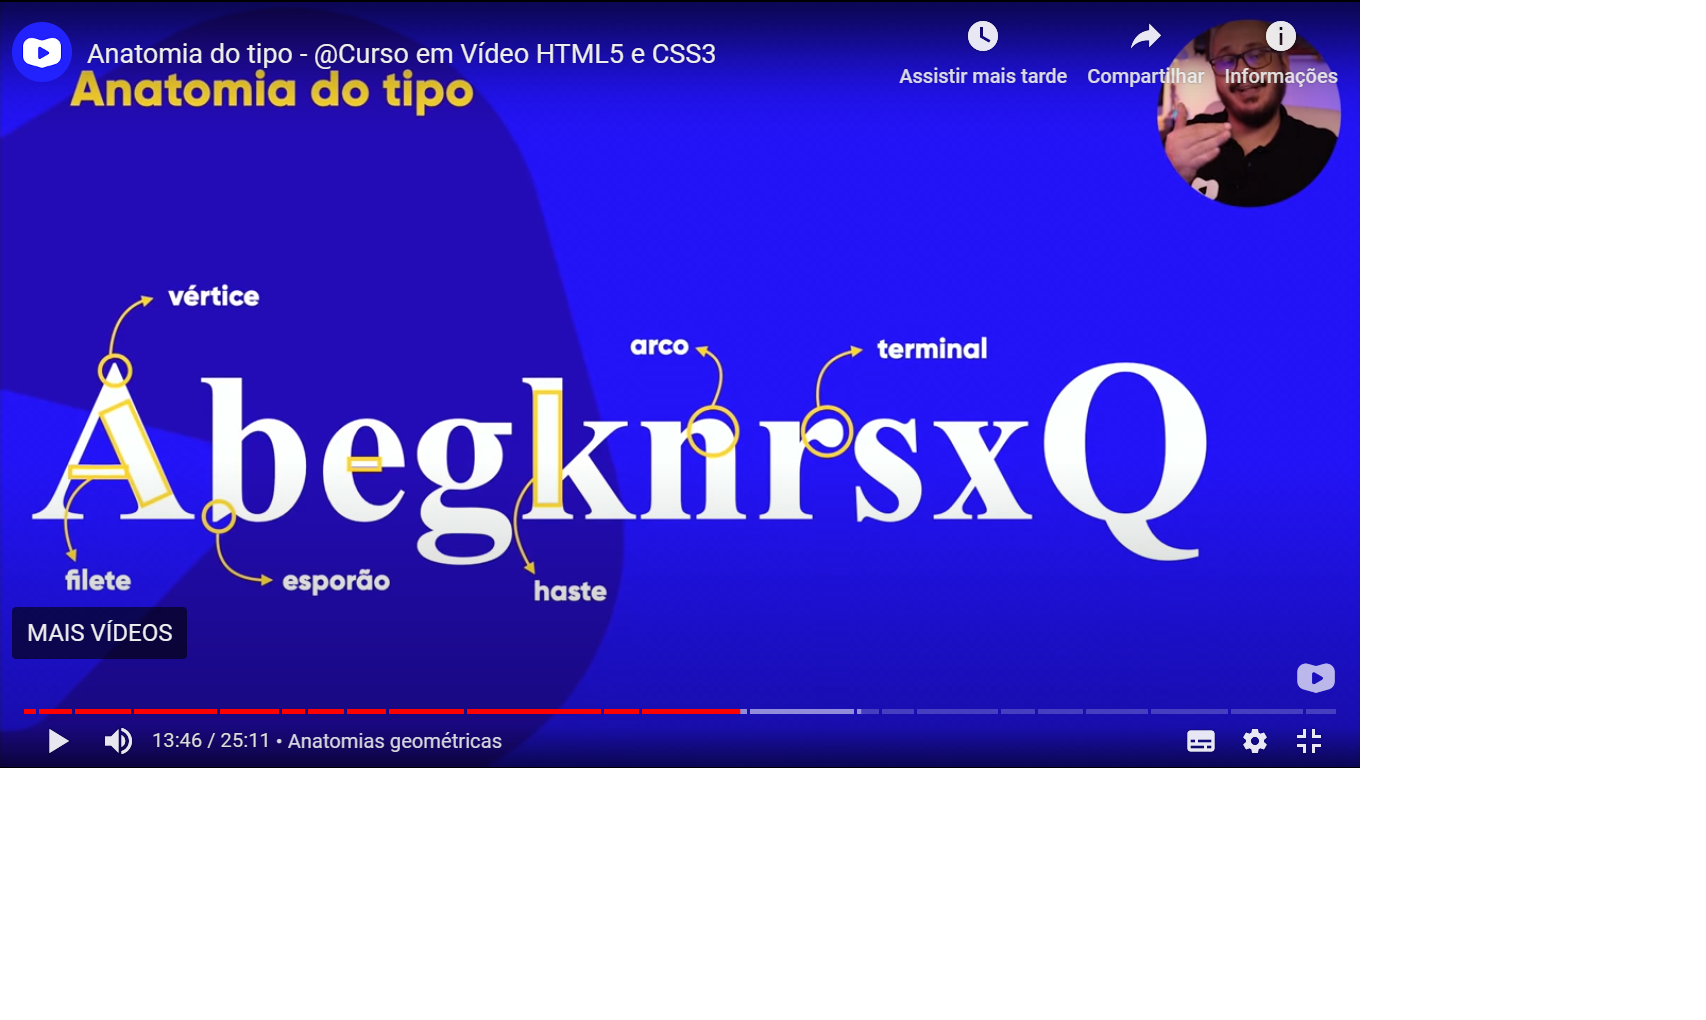 Anatomia do tipo - @Curso em Vídeo HTML5 e CSS3
Assistir mais tarde
Compartilhar
Informações
Anatomia do tipo
vértice
arco
terminal
AbegknrsxQ
filete
esporão
haste
MAIS VÍDEOS
13:46 / 25:11 • Anatomias geométricas